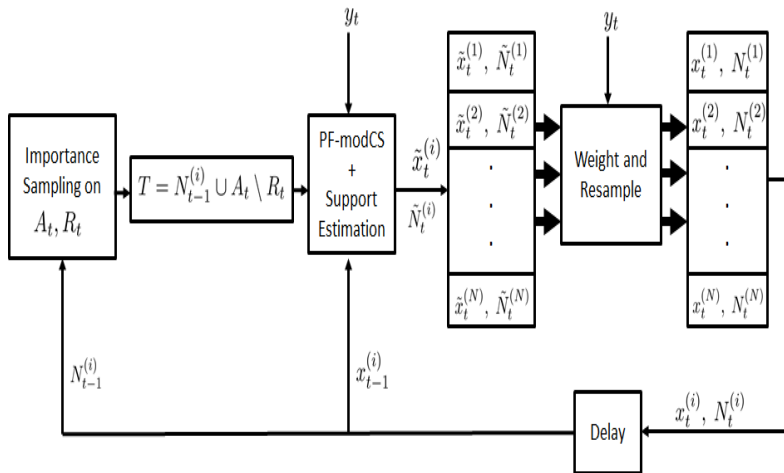 y_t
Importance
Sampling on
A_t, R_t
T = N_{t-1}^{(i)} ∪ A_t \ R_t
PF-modCS
+
Support
Estimation
x̃_t^{(i)}
Ñ_t^{(i)}
x̃_t^{(1)}, Ñ_t^{(1)}
x̃_t^{(2)}, Ñ_t^{(2)}
.
.
.
x̃_t^{(N)}, Ñ_t^{(N)}
y_t
Weight and
Resample
x_t^{(1)}, N_t^{(1)}
x_t^{(2)}, N_t^{(2)}
.
.
.
x_t^{(N)}, N_t^{(N)}
N_{t-1}^{(i)}
x_{t-1}^{(i)}
Delay
x_t^{(i)}, N_t^{(i)}